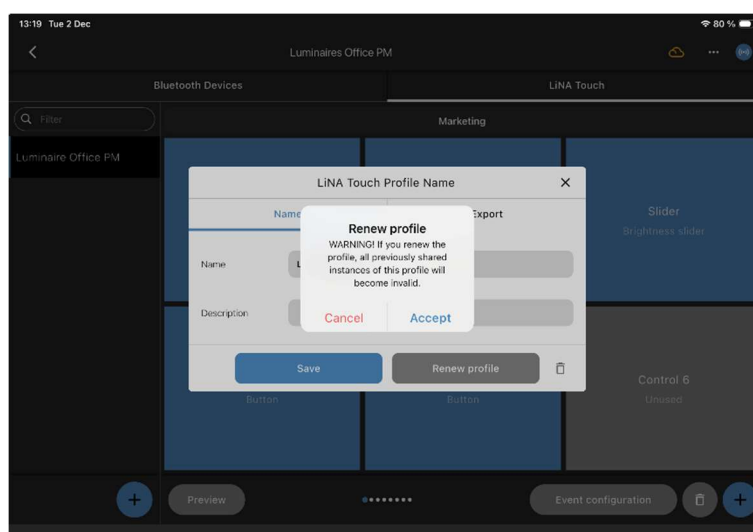 13:19 Tue 2 Dec
80 %
Luminaires Office PM
Bluetooth Devices
LiNA Touch
Filter
Marketing
Luminaire Office PM
LiNA Touch Profile Name
Name
Export
Slider
Brightness slider
Renew profile
WARNING! If you renew the
profile, all previously shared
instances of this profile will
become invalid.
Name
L
Description
Cancel
Accept
Save
Renew profile
Button
Button
Control 6
Unused
Preview
Event configuration